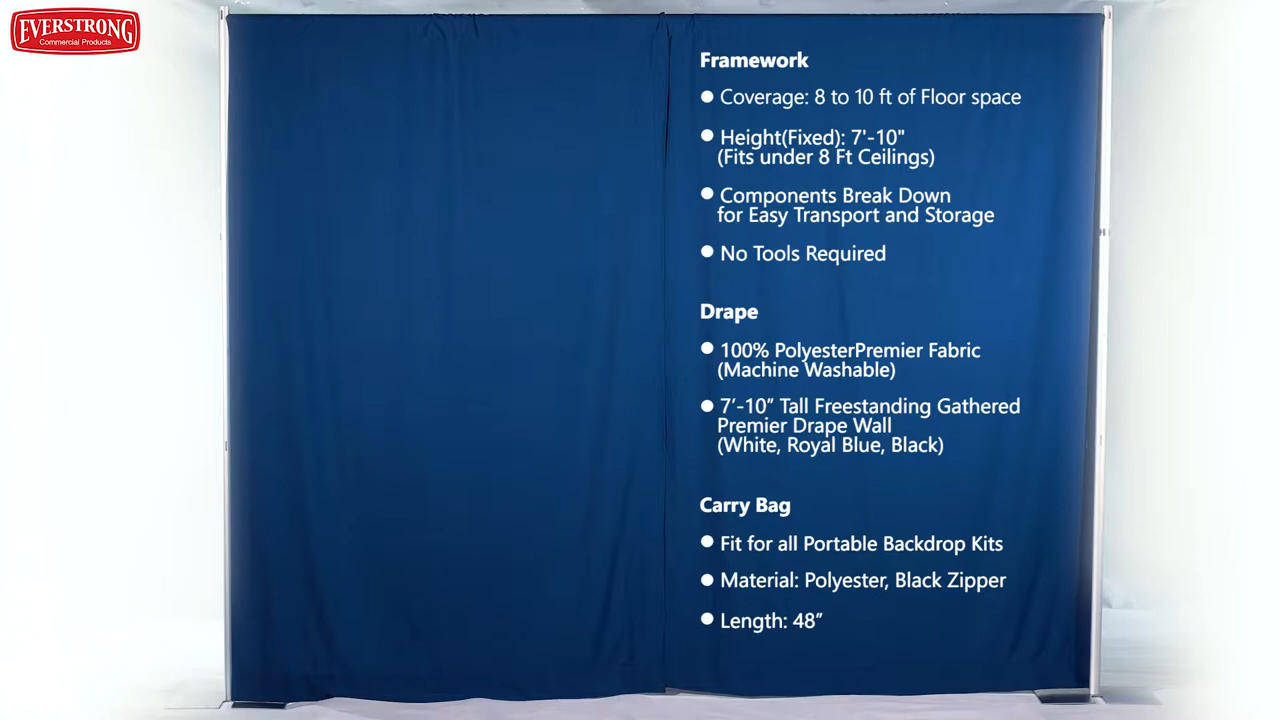 EVERSTRONG
Commercial Products
Framework
● Coverage: 8 to 10 ft of Floor space
● Height(Fixed): 7'-10"
(Fits under 8 Ft Ceilings)
● Components Break Down
for Easy Transport and Storage
● No Tools Required
Drape
● 100% PolyesterPremier Fabric
(Machine Washable)
● 7’-10” Tall Freestanding Gathered
Premier Drape Wall
(White, Royal Blue, Black)
Carry Bag
● Fit for all Portable Backdrop Kits
● Material: Polyester, Black Zipper
● Length: 48”